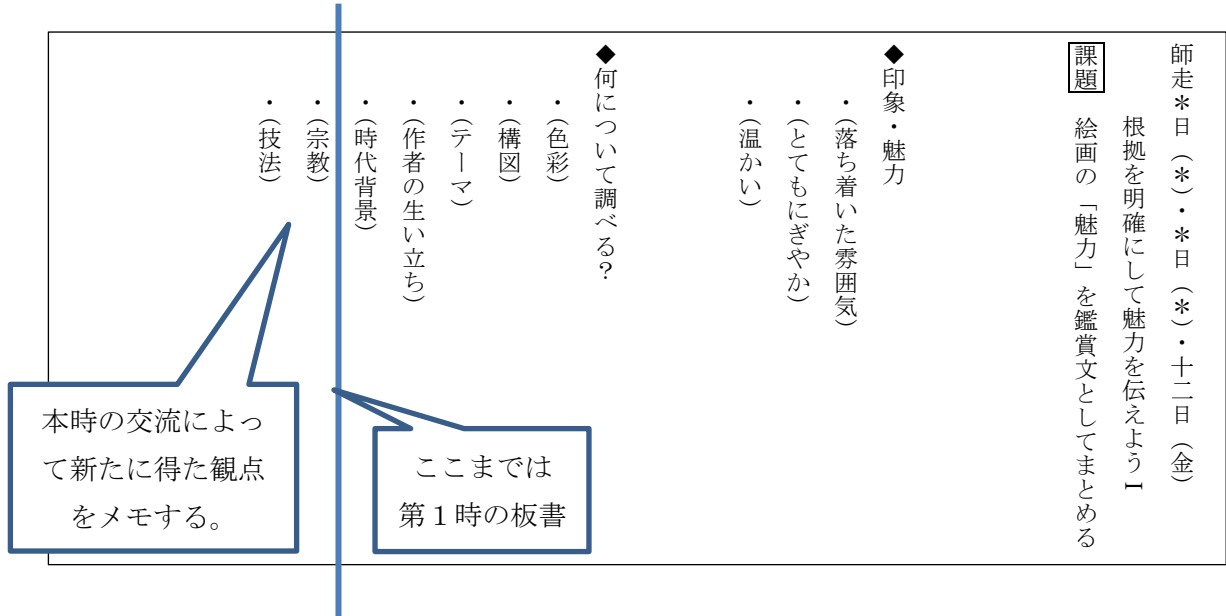 師走＊日（＊）・＊日（＊）・十二日（金）
根拠を明確にして魅力を伝えようⅠ
課題　絵画の「魅力」を鑑賞文としてまとめる
◆印象・魅力
・（落ち着いた雰囲気）
・（とてもにぎやか）
・（温かい）
◆何について調べる？
・（色彩）
・（構図）
・（テーマ）
・（作者の生い立ち）
・（時代背景）
・（宗教）
・（技法）
ここまでは
第１時の板書
本時の交流によっ
て新たに得た観点
をメモする。